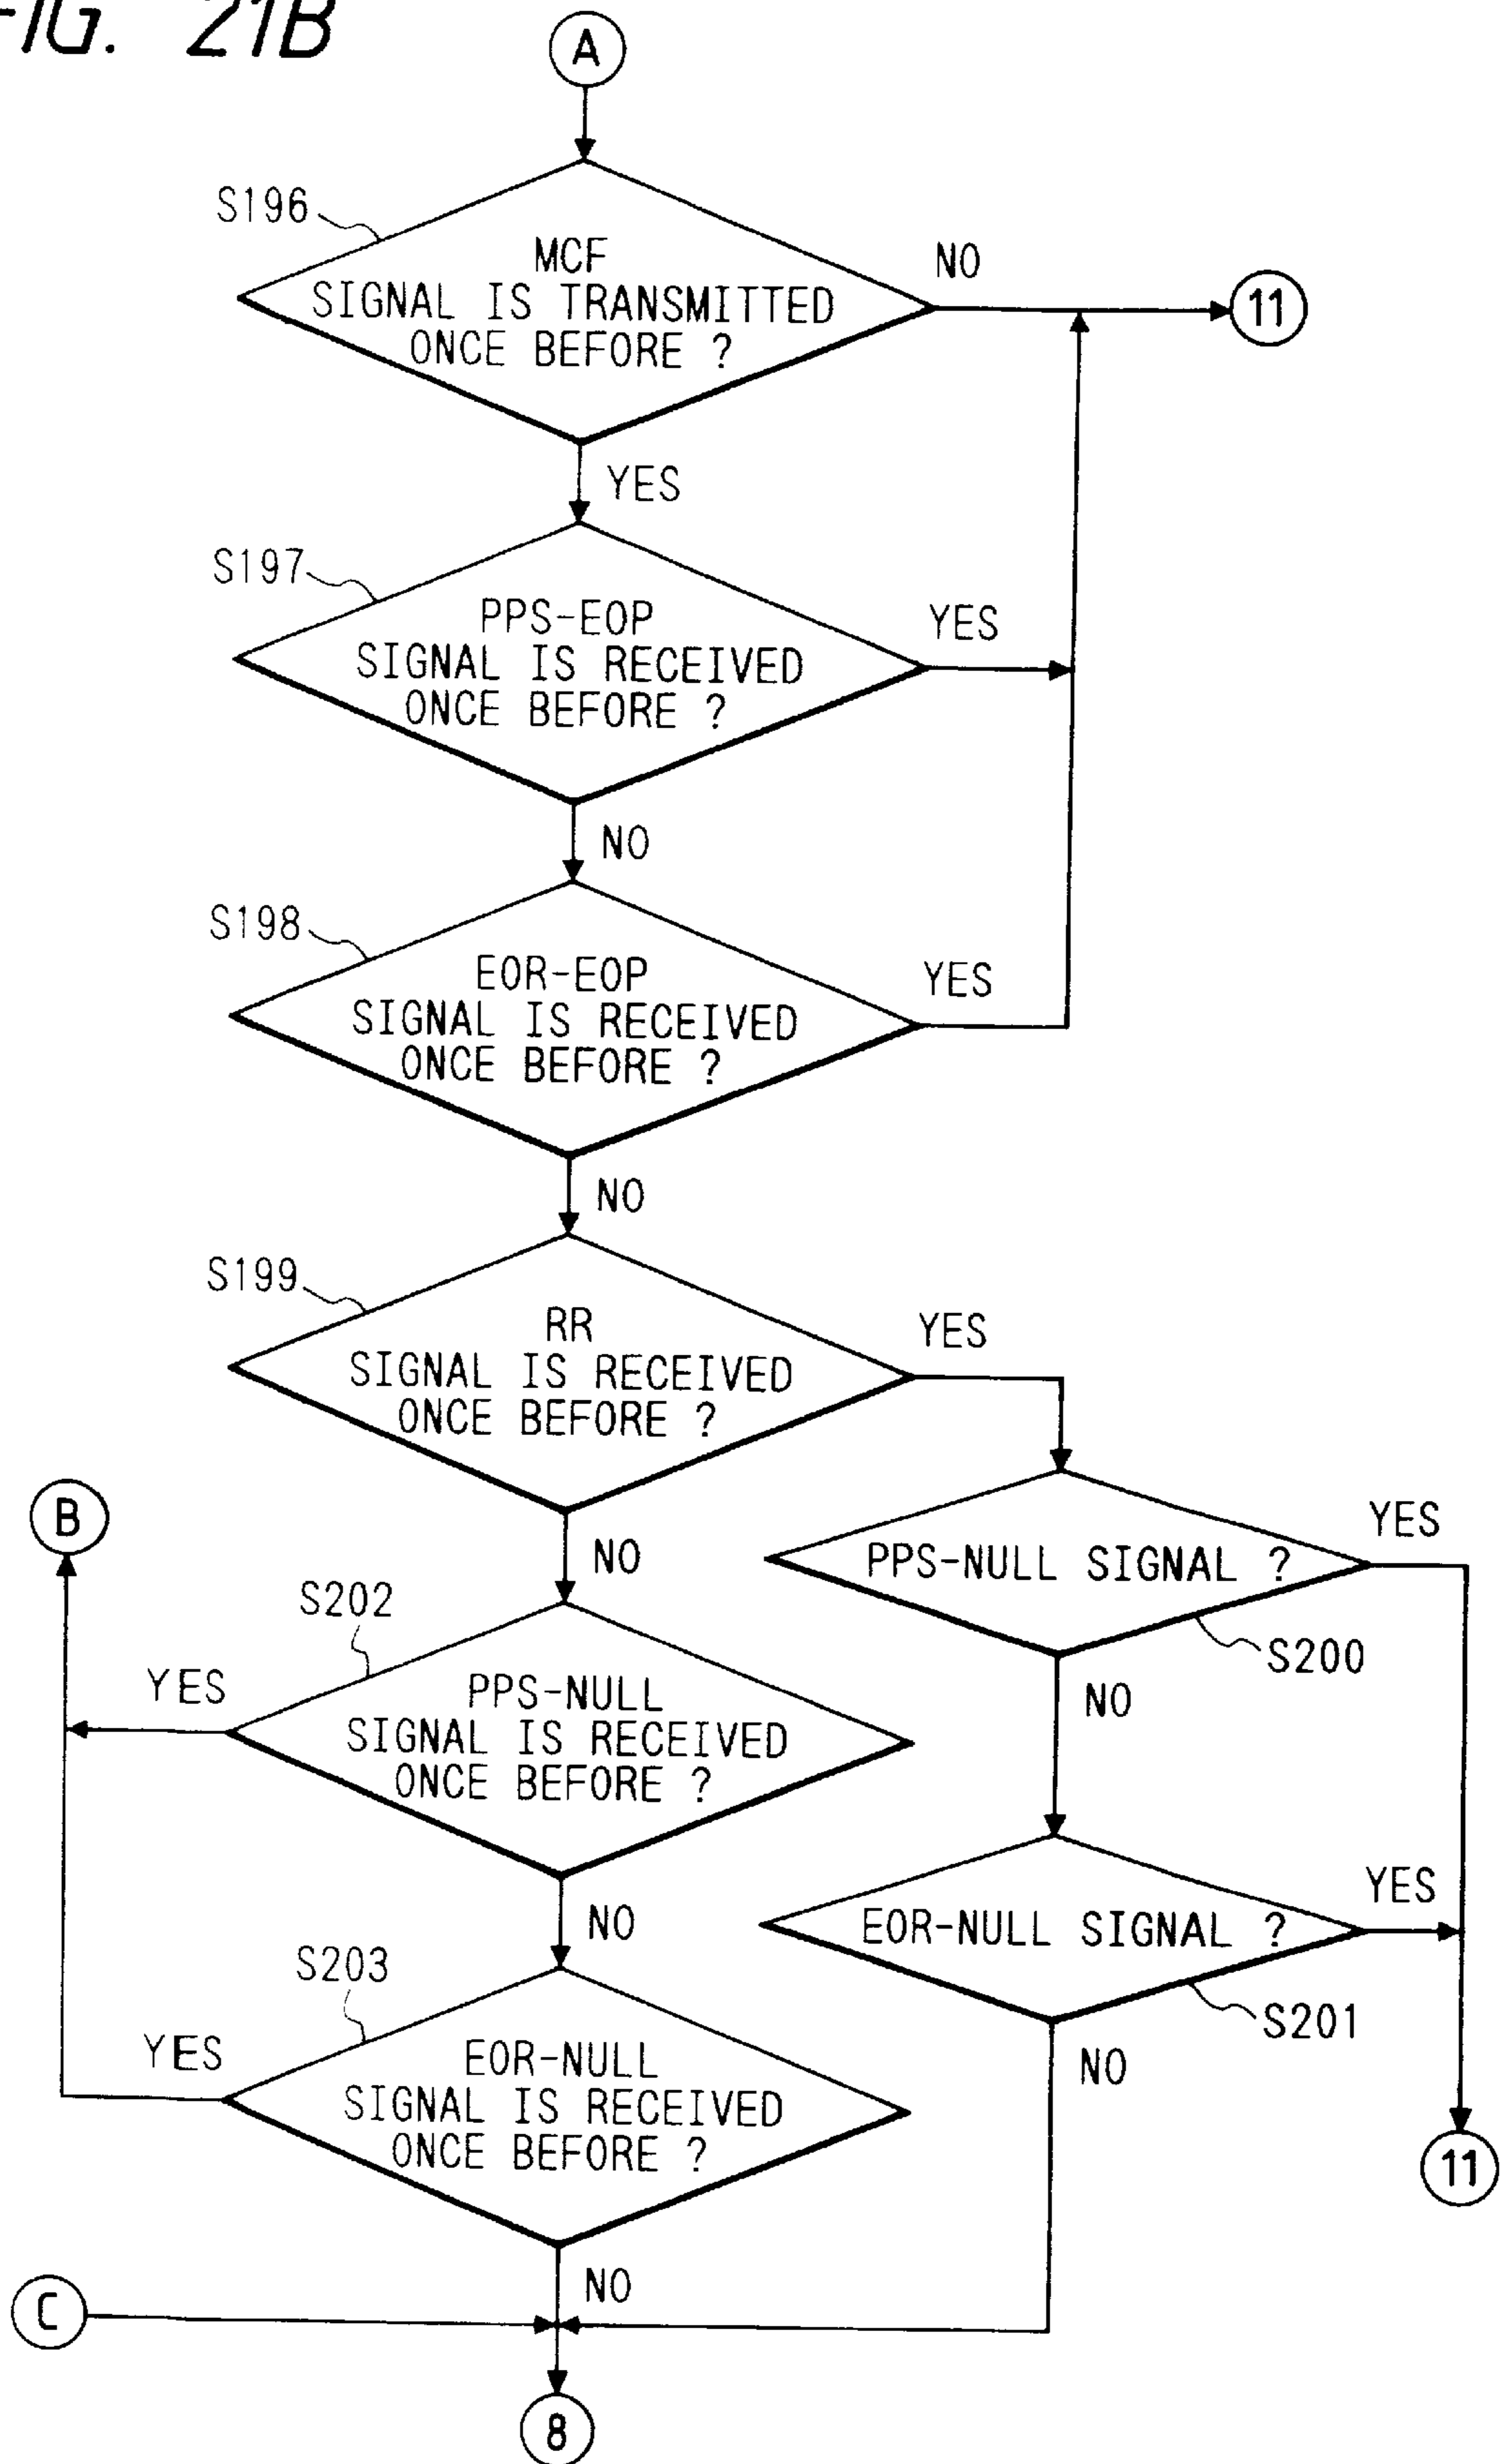 FIG. 21B
A
S196
MCF
SIGNAL IS TRANSMITTED
ONCE BEFORE ?
NO
11
YES
S197
PPS-EOP
SIGNAL IS RECEIVED
ONCE BEFORE ?
YES
NO
S198
EOR-EOP
SIGNAL IS RECEIVED
ONCE BEFORE ?
YES
NO
S199
RR
SIGNAL IS RECEIVED
ONCE BEFORE ?
YES
B
NO
PPS-NULL SIGNAL ?
YES
S200
NO
S202
PPS-NULL
SIGNAL IS RECEIVED
ONCE BEFORE ?
YES
NO
EOR-NULL SIGNAL ?
YES
S201
NO
S203
EOR-NULL
SIGNAL IS RECEIVED
ONCE BEFORE ?
YES
11
NO
C
8